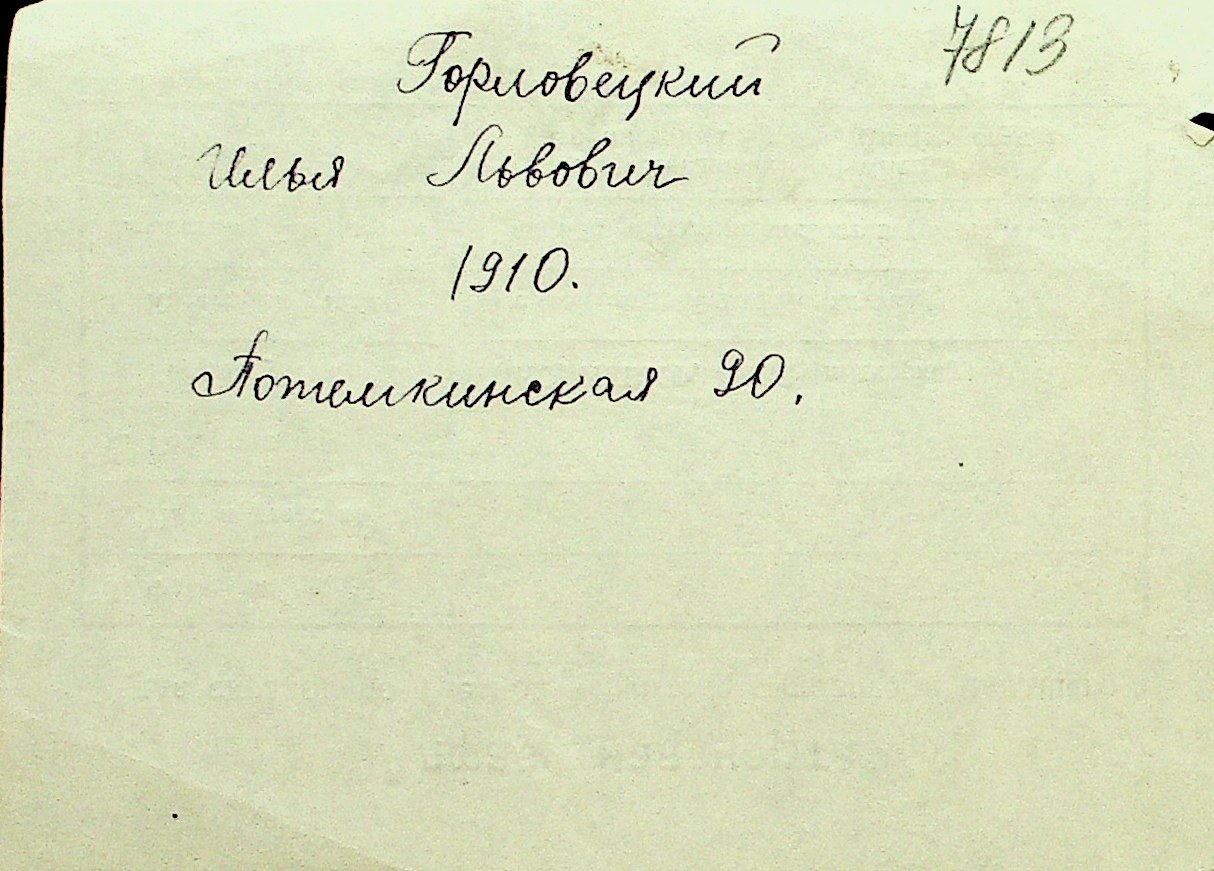 7813
Горловецкий
Илья Львович
1910.
Потемкинская 90.